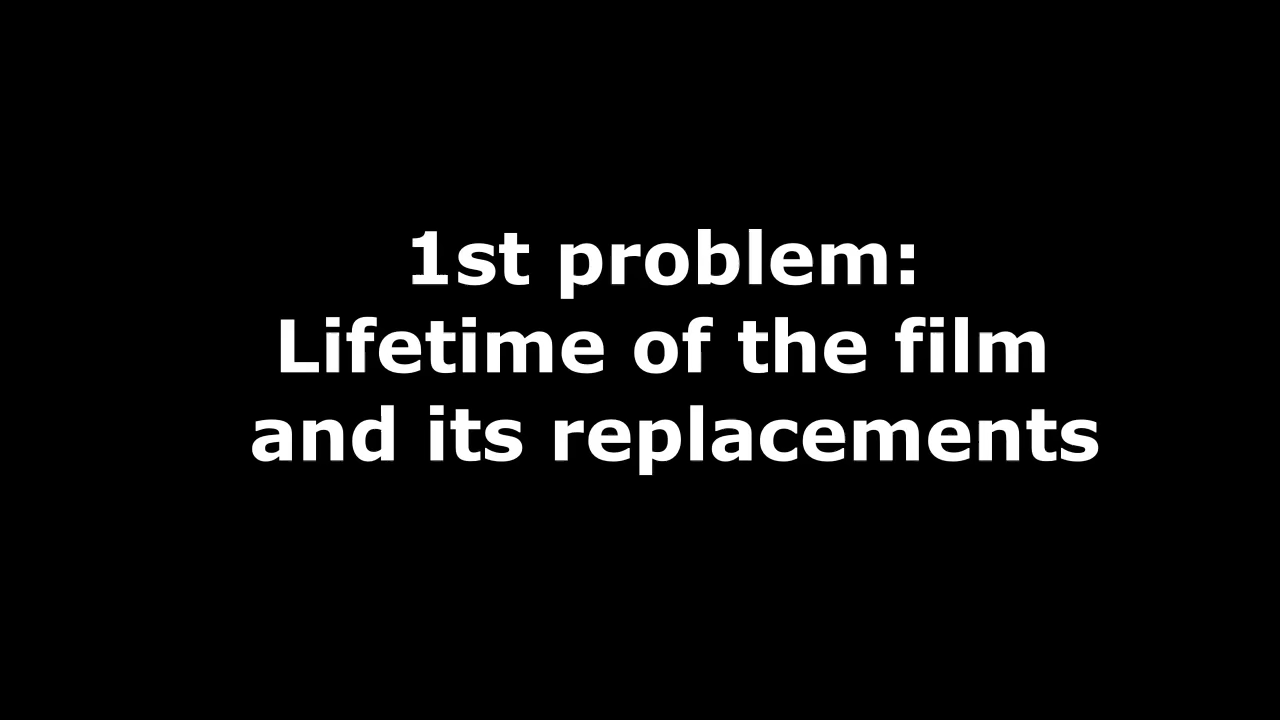 1st problem:
Lifetime of the film
and its replacements